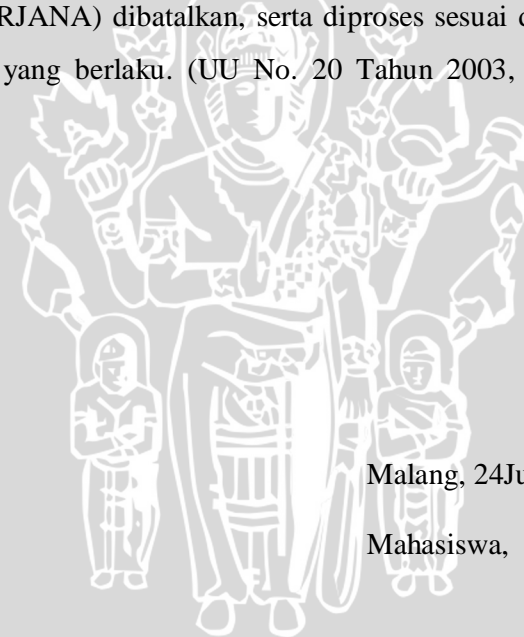 RJANA) dibatalkan, serta diproses sesuai d
yang berlaku. (UU No. 20 Tahun 2003,
Malang, 24Ju
Mahasiswa,